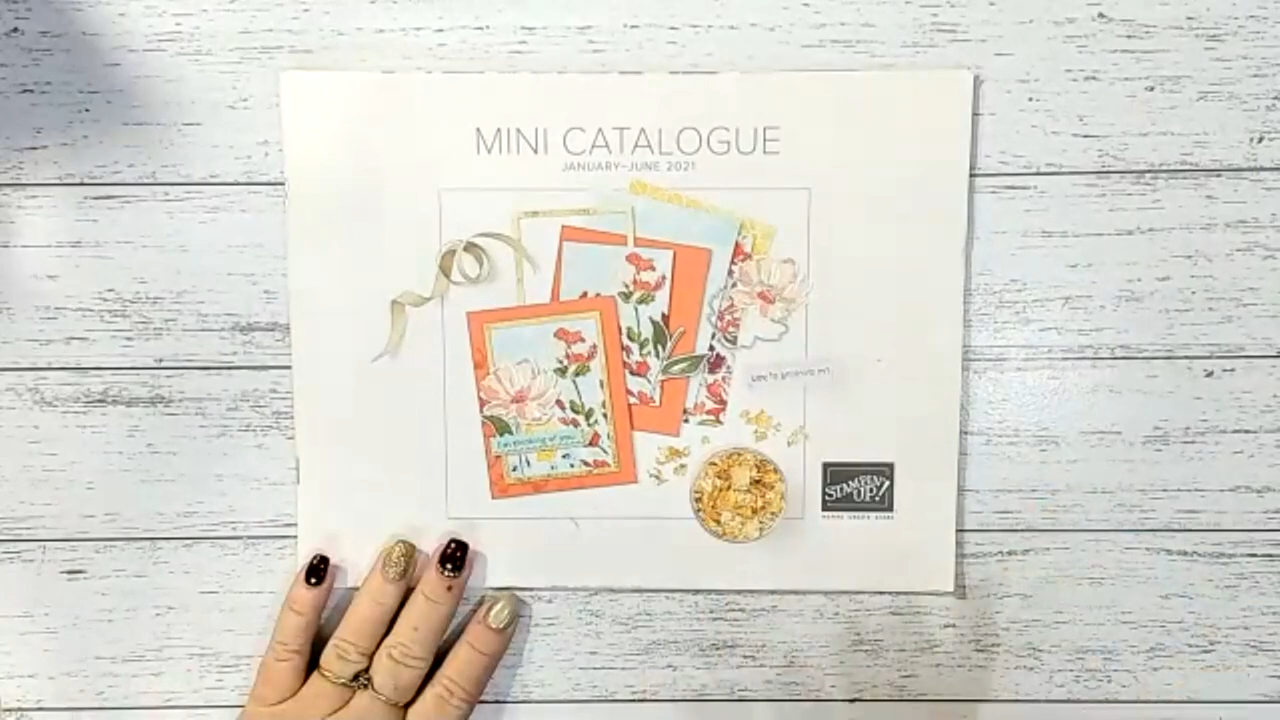 MINI CATALOGUE
JANUARY–JUNE 2021
I'm thinking of you
STAMPIN' UP!